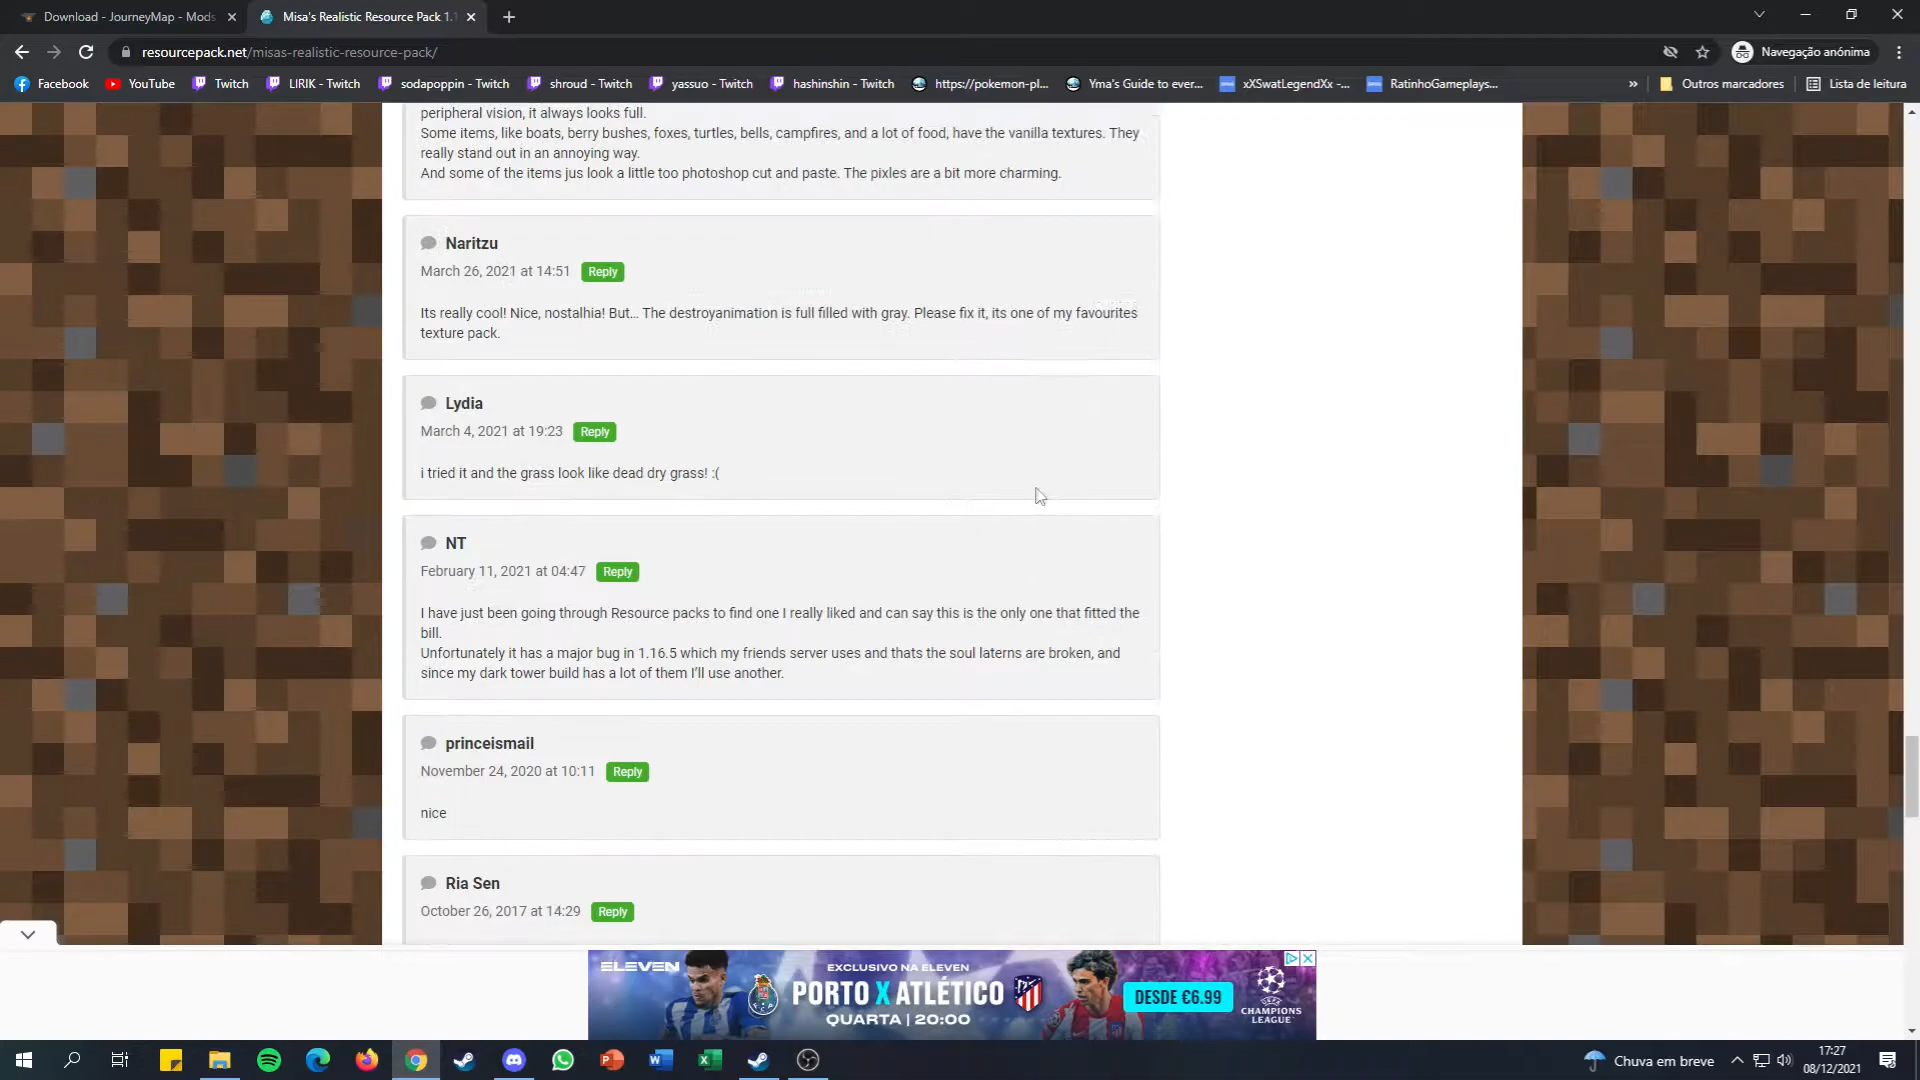 Download - JourneyMap - Mods
Misa's Realistic Resource Pack 1.1
resourcepack.net/misas-realistic-resource-pack/
Navegação anónima
Facebook
YouTube
Twitch
LIRIK - Twitch
sodapoppin - Twitch
shroud - Twitch
yassuo - Twitch
hashinshin - Twitch
https://pokemon-pl...
Yma's Guide to ever...
xXSwatLegendXx -...
RatinhoGameplays...
»
Outros marcadores
Lista de leitura
peripheral vision, it always looks full.
Some items, like boats, berry bushes, foxes, turtles, bells, campfires, and a lot of food, have the vanilla textures. They
really stand out in an annoying way.
And some of the items jus look a little too photoshop cut and paste. The pixles are a bit more charming.
Naritzu
March 26, 2021 at 14:51 Reply
Its really cool! Nice, nostalhia! But... The destroyanimation is full filled with gray. Please fix it, its one of my favourites
texture pack.
Lydia
March 4, 2021 at 19:23 Reply
i tried it and the grass look like dead dry grass! :(
NT
February 11, 2021 at 04:47 Reply
I have just been going through Resource packs to find one I really liked and can say this is the only one that fitted the
bill.
Unfortunately it has a major bug in 1.16.5 which my friends server uses and thats the soul laterns are broken, and
since my dark tower build has a lot of them I'll use another.
princeismail
November 24, 2020 at 10:11 Reply
nice
Ria Sen
October 26, 2017 at 14:29 Reply
ELEVEN
EXCLUSIVO NA ELEVEN
PORTO X ATLÉTICO
QUARTA | 20:00
DESDE €6.99
UEFA
CHAMPIONS
LEAGUE
Chuva em breve
17:27
08/12/2021